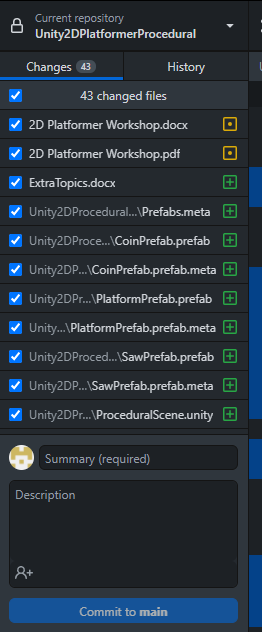 Current repository
Unity2DPlatformerProcedural
Changes 43 History
43 changed files
2D Platformer Workshop.docx
2D Platformer Workshop.pdf
ExtraTopics.docx
Unity2DProcedural...\Prefabs.meta
Unity2DProce...\CoinPrefab.prefab
Unity2DP...\CoinPrefab.prefab.meta
Unity2DPr...\PlatformPrefab.prefab
Unity...\PlatformPrefab.prefab.meta
Unity2DProced...\SawPrefab.prefab
Unity2DP...\SawPrefab.prefab.meta
Unity2DPr...\ProceduralScene.unity
Summary (required)
Description
Commit to main